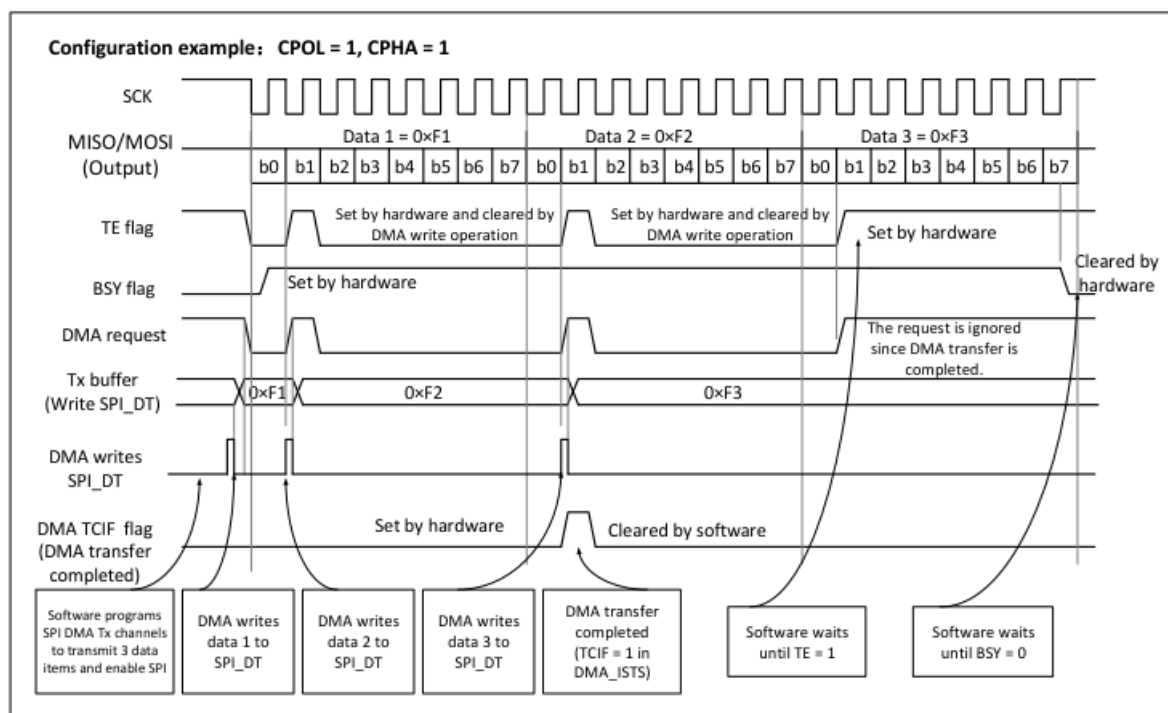 Configuration example： CPOL = 1, CPHA = 1
SCK
MISO/MOSI
(Output)
Data 1 = 0×F1
Data 2 = 0×F2
Data 3 = 0×F3
b0 b1 b2 b3 b4 b5 b6 b7 b0 b1 b2 b3 b4 b5 b6 b7 b0 b1 b2 b3 b4 b5 b6 b7
TE flag
Set by hardware and cleared by
DMA write operation
Set by hardware and cleared by
DMA write operation
Set by hardware
BSY flag
Set by hardware
Cleared by
hardware
DMA request
The request is ignored
since DMA transfer is
completed.
Tx buffer
(Write SPI_DT)
0×F1
0×F2
0×F3
DMA writes
SPI_DT
DMA TCIF flag
(DMA transfer
completed)
Set by hardware
Cleared by software
Software programs
SPI DMA Tx channels
to transmit 3 data
items and enable SPI
DMA writes
data 1 to
SPI_DT
DMA writes
data 2 to
SPI_DT
DMA writes
data 3 to
SPI_DT
DMA transfer
completed
(TCIF = 1 in
DMA_ISTS)
Software waits
until TE = 1
Software waits
until BSY = 0